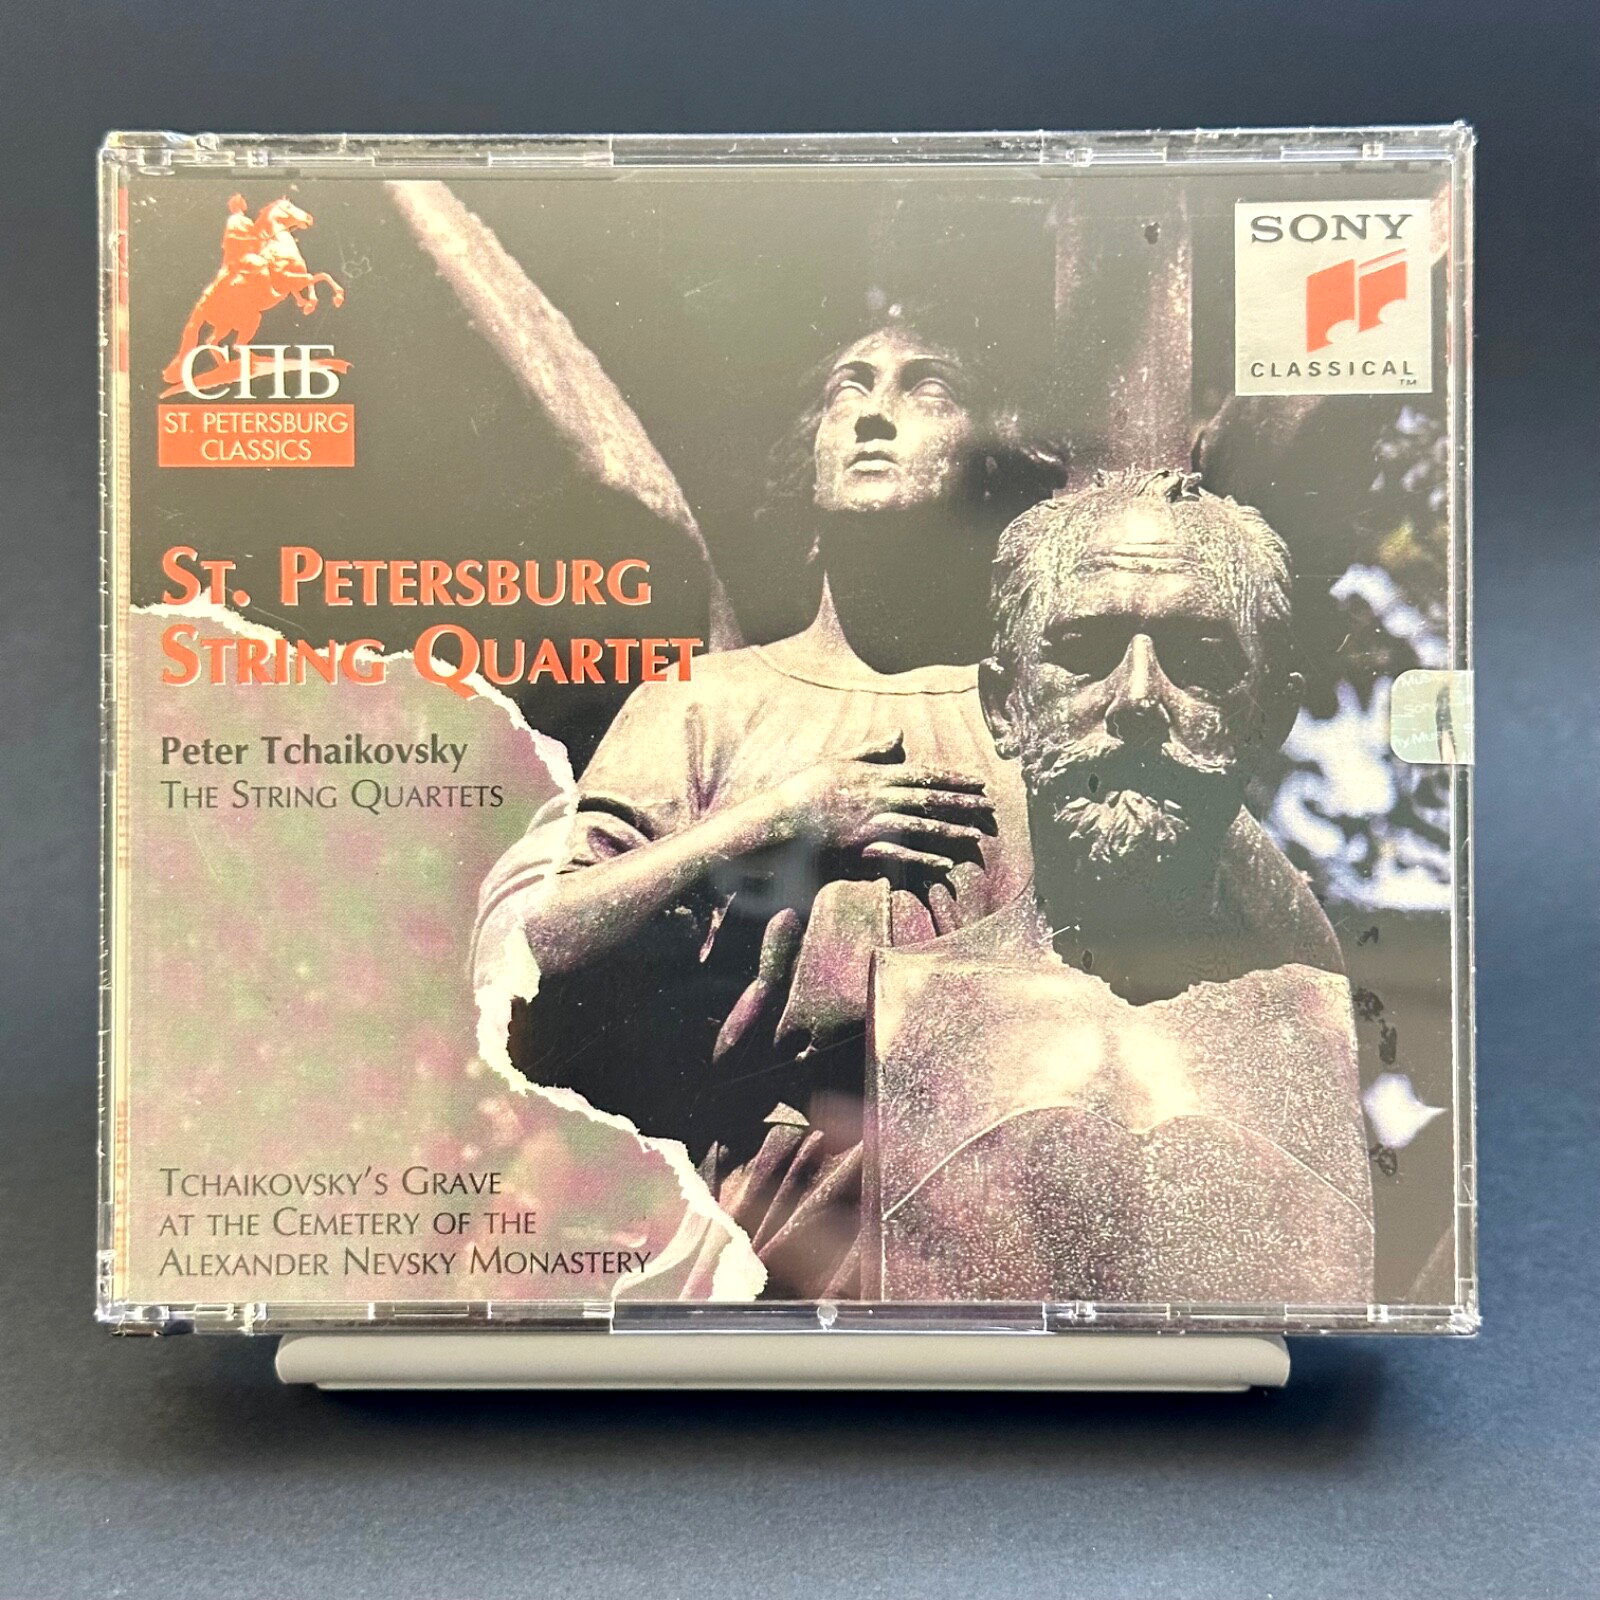 СПБ
ST. PETERSBURG
CLASSICS
SONY
CLASSICAL
TM
ST. PETERSBURG
STRING QUARTET
Peter Tchaikovsky
THE STRING QUARTETS
TCHAIKOVSKY'S GRAVE
AT THE CEMETERY OF THE
ALEXANDER NEVSKY MONASTERY